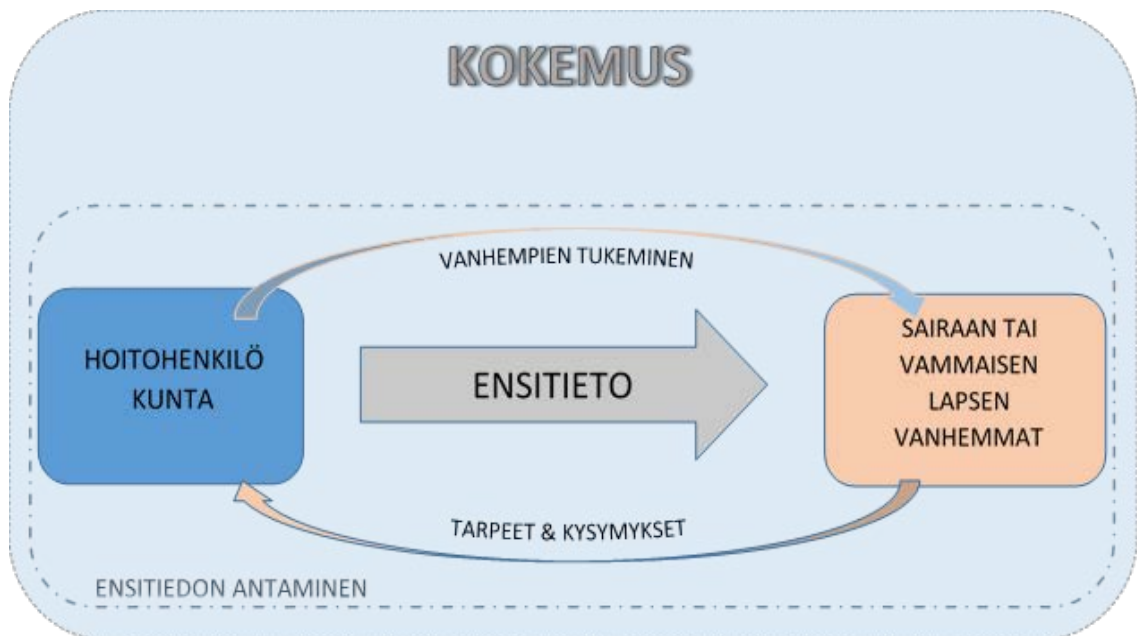 KOKEMUS
VANHEMPIEN TUKEMINEN
HOITOHENKILÖ
KUNTA
ENSITIETO
SAIRAAN TAI
VAMMAISEN
LAPSEN
VANHEMMAT
TARPEET & KYSYMYKSET
ENSITIEDON ANTAMINEN